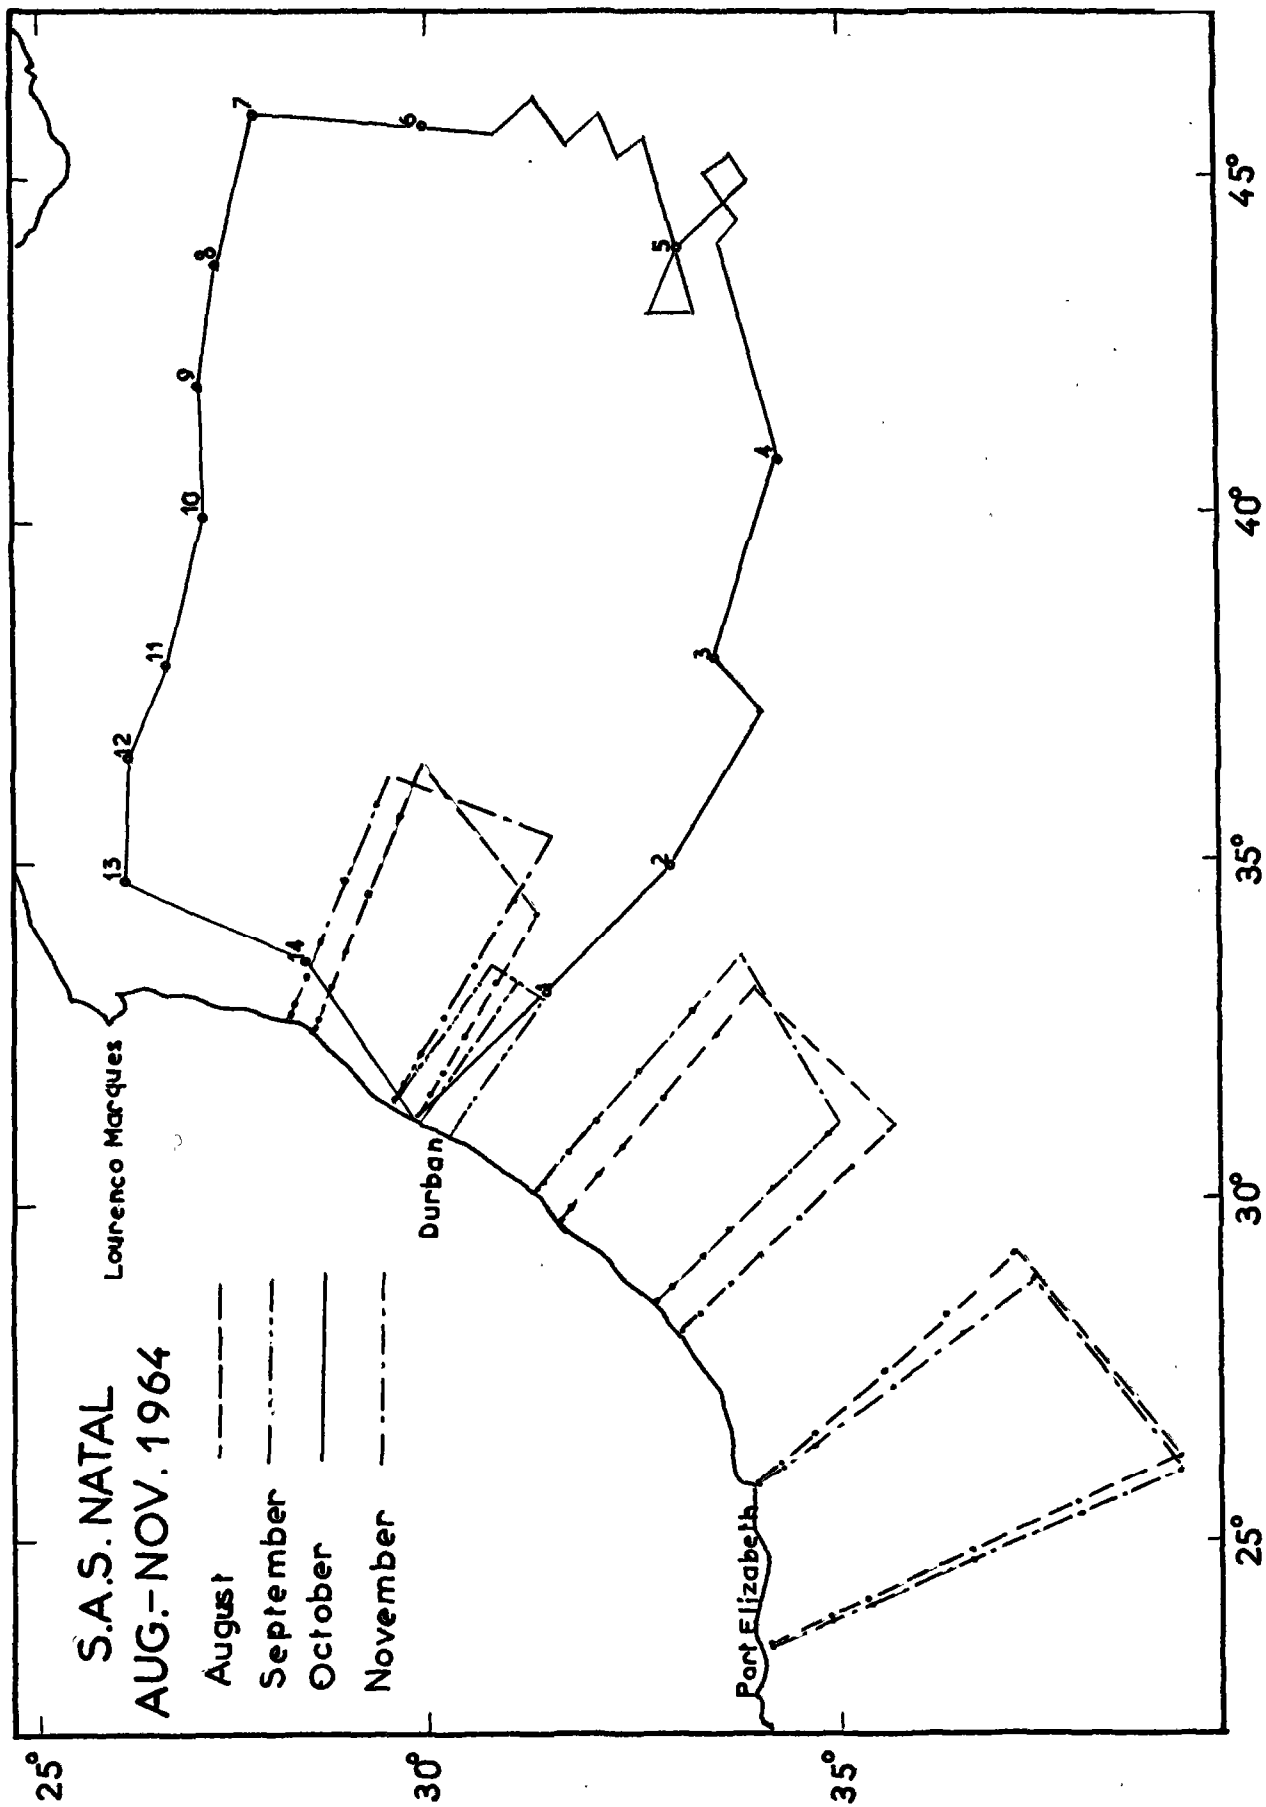 S.A.S. NATAL
AUG.-NOV. 1964
August
September
October
November
Lourenco Marques
Durban
Port Elizabeth
1
2
3
4
5
6
7
8
9
10
11
12
13
14
25°
30°
35°
25°
30°
35°
40°
45°